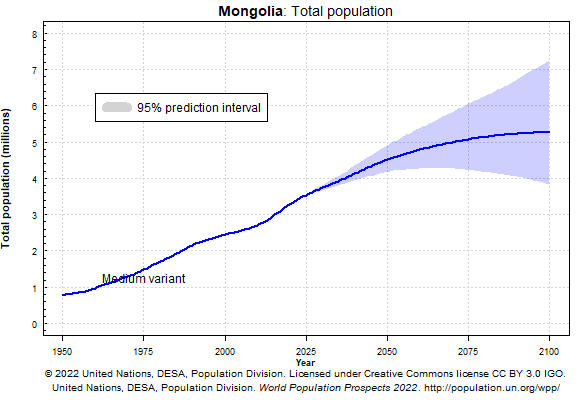 Mongolia: Total population
8
7
6
5
4
3
2
1
0
Total population (millions)
95% prediction interval
Medium variant
1950 1975 2000 2025 2050 2075 2100
Year
© 2022 United Nations, DESA, Population Division. Licensed under Creative Commons license CC BY 3.0 IGO.
United Nations, DESA, Population Division. World Population Prospects 2022. http://population.un.org/wpp/